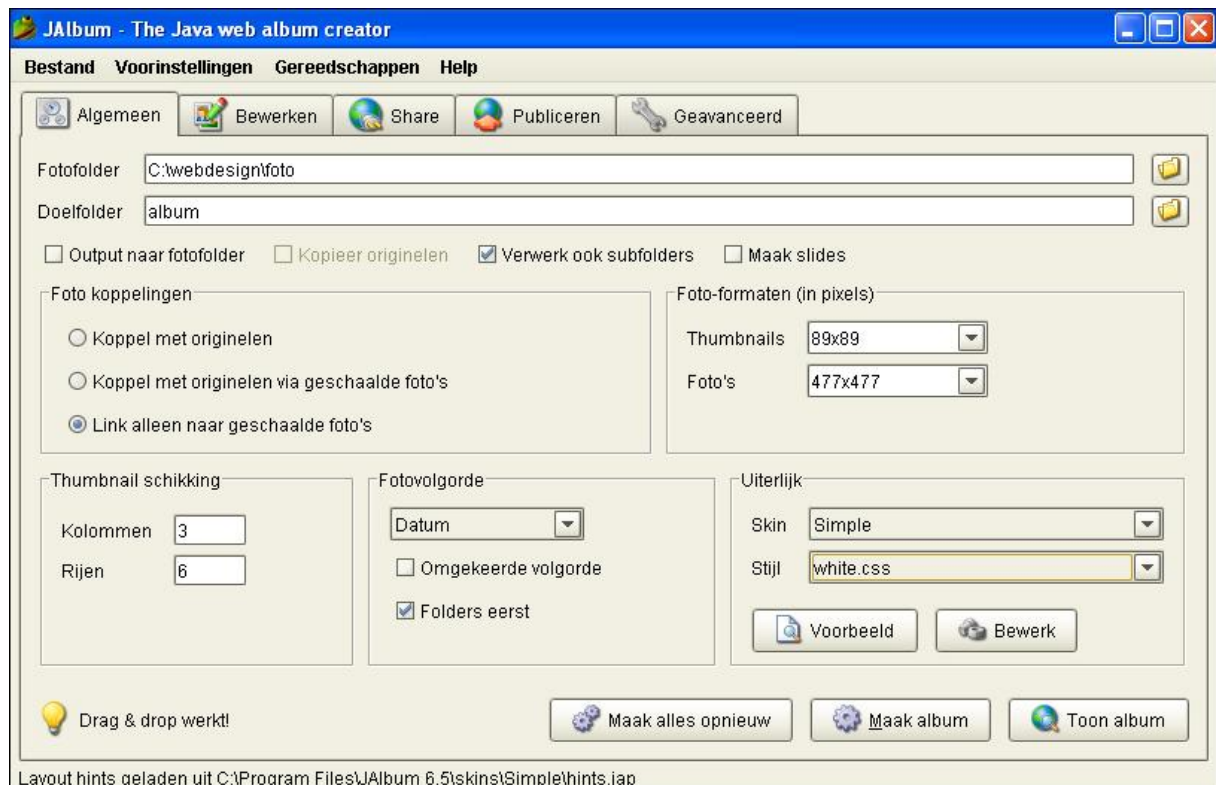 JAlbum - The Java web album creator
Bestand Voorinstellingen Gereedschappen Help
Algemeen Bewerken Share Publiceren Geavanceerd
Fotofolder C:\webdesign\foto
Doelfolder album
Output naar fotofolder Kopieer originelen Verwerk ook subfolders Maak slides
Foto koppelingen
Koppel met originelen
Koppel met originelen via geschaalde foto's
Link alleen naar geschaalde foto's
Foto-formaten (in pixels)
Thumbnails 89x89
Foto's 477x477
Thumbnail schikking
Kolommen 3
Rijen 6
Fotovolgorde
Datum
Omgekeerde volgorde
Folders eerst
Uiterlijk
Skin Simple
Stijl white.css
Voorbeeld Bewerk
Drag & drop werkt!
Maak alles opnieuw Maak album Toon album
Layout hints geladen uit C:\Program Files\JAlbum 6.5\skins\Simple\hints.jap